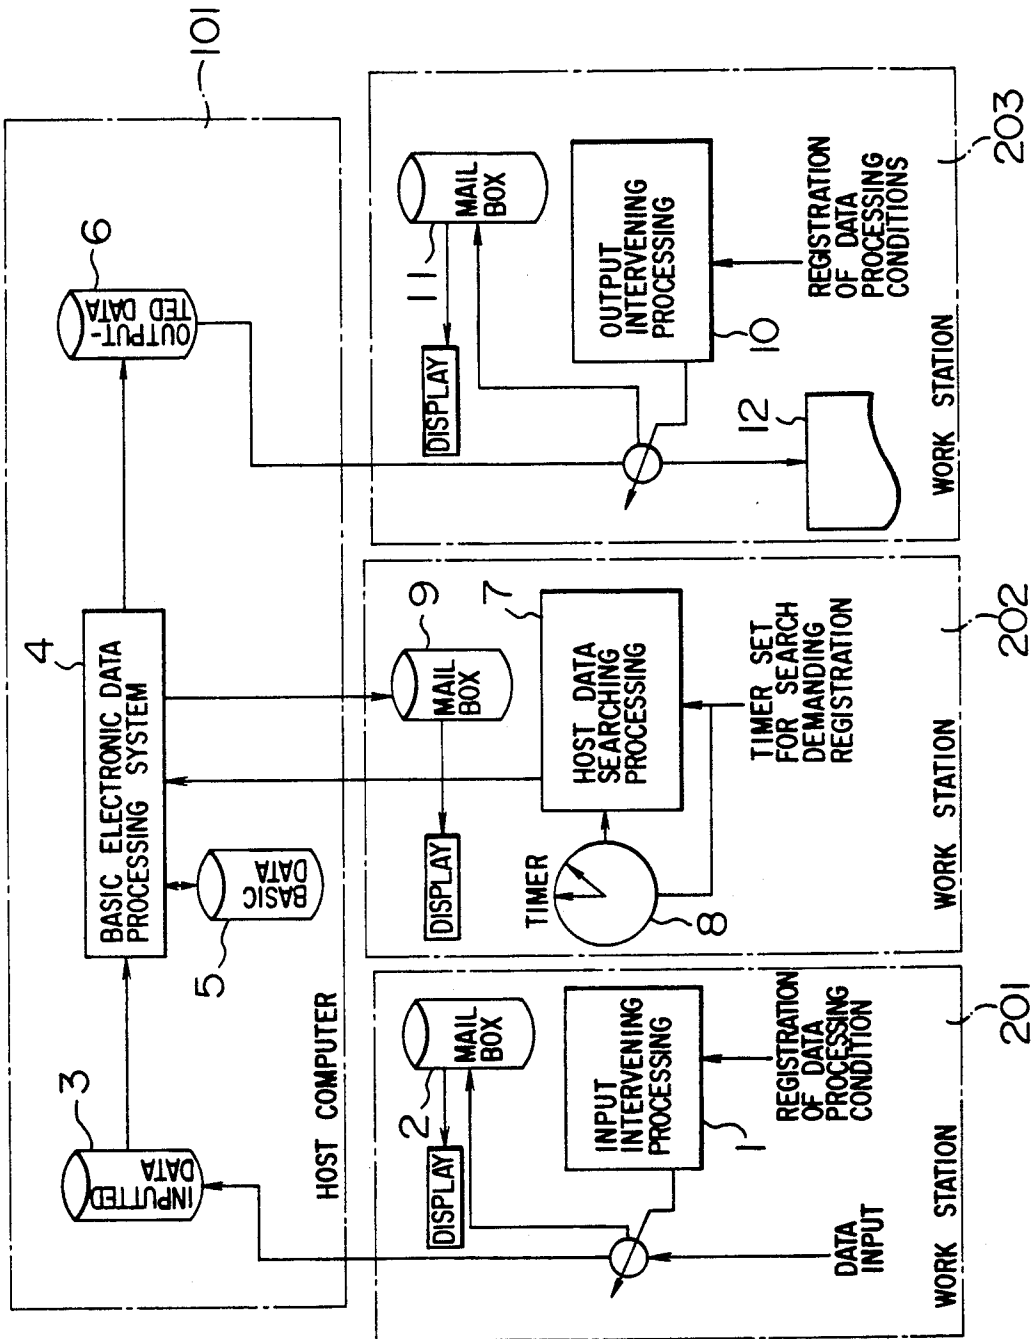 101
3
INPUTTED
DATA
4
BASIC ELECTRONIC DATA
PROCESSING SYSTEM
5
BASIC
DATA
6
OUTPUT-
TED DATA
HOST COMPUTER
2
MAIL
BOX
DISPLAY
INPUT
INTERVENING
PROCESSING
1
REGISTRATION
OF DATA
PROCESSING
CONDITION
DATA
INPUT
WORK STATION
201
9
MAIL
BOX
DISPLAY
7
HOST DATA
SEARCHING
PROCESSING
TIMER
8
TIMER SET
FOR SEARCH
DEMANDING
REGISTRATION
WORK STATION
202
11
MAIL
BOX
DISPLAY
OUTPUT
INTERVENING
PROCESSING
10
12
REGISTRATION
OF DATA
PROCESSING
CONDITIONS
WORK STATION
203